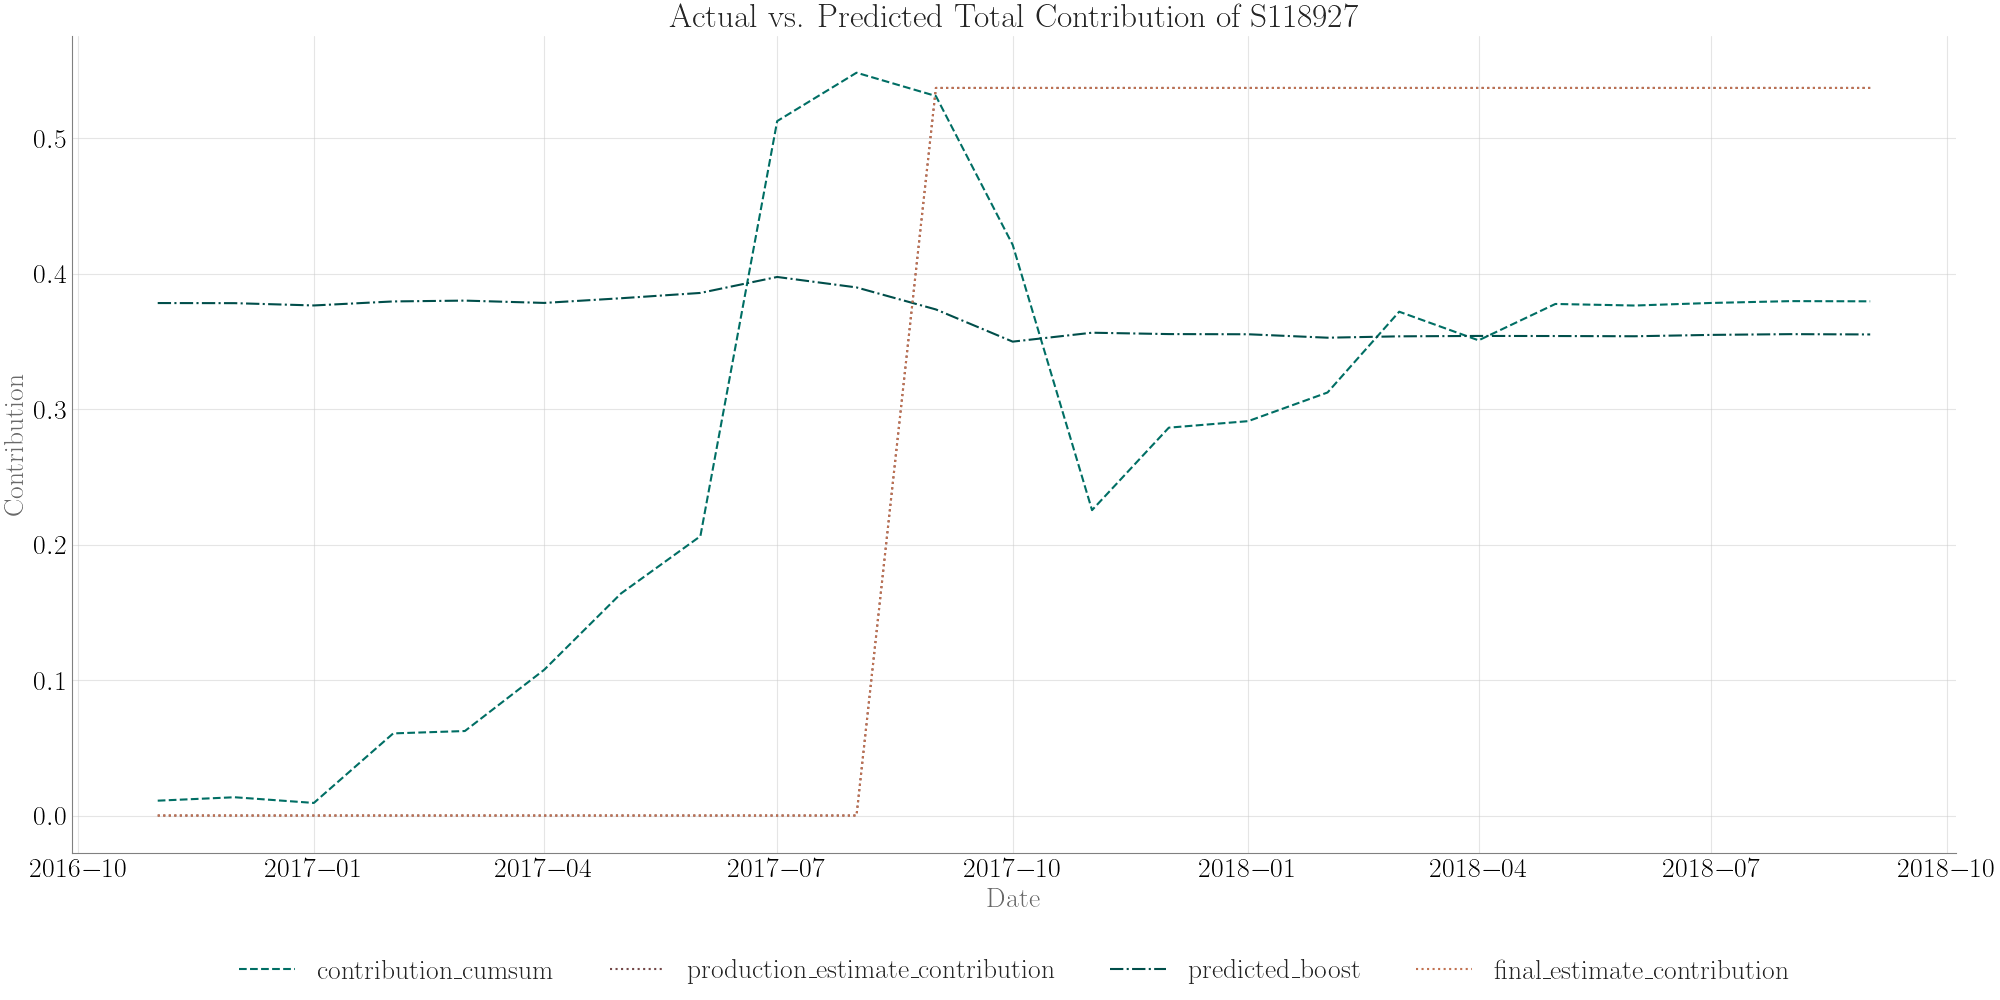 Actual vs. Predicted Total Contribution of S118927
Contribution
0.5
0.4
0.3
0.2
0.1
0.0
2016−10 2017−01 2017−04 2017−07 2017−10 2018−01 2018−04 2018−07 2018−10
Date
contribution_cumsum production_estimate_contribution predicted_boost final_estimate_contribution